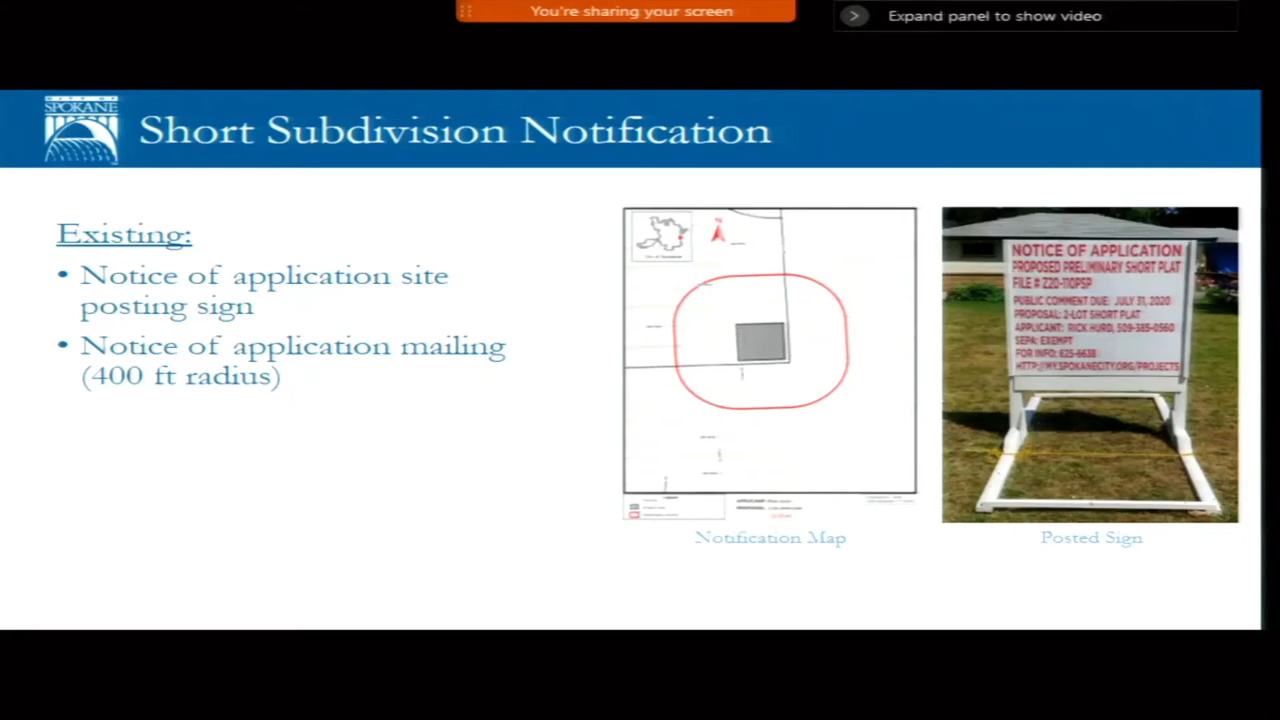 You're sharing your screen
Expand panel to show video
CITY OF
SPOKANE
Short Subdivision Notification
Existing:
• Notice of application site
posting sign
• Notice of application mailing
(400 ft radius)
NOTICE OF APPLICATION
PROPOSED PRELIMINARY SHORT PLAT
FILE # Z20-110PSP
PUBLIC COMMENT DUE: JULY 31, 2020
PROPOSAL: 2-LOT SHORT PLAT
APPLICANT: RICK HURD, 509-385-0560
SEPA: EXEMPT
FOR INFO: 625-6638
HTTP://MY.SPOKANECITY.ORG/PROJECTS
Notification Map
Posted Sign